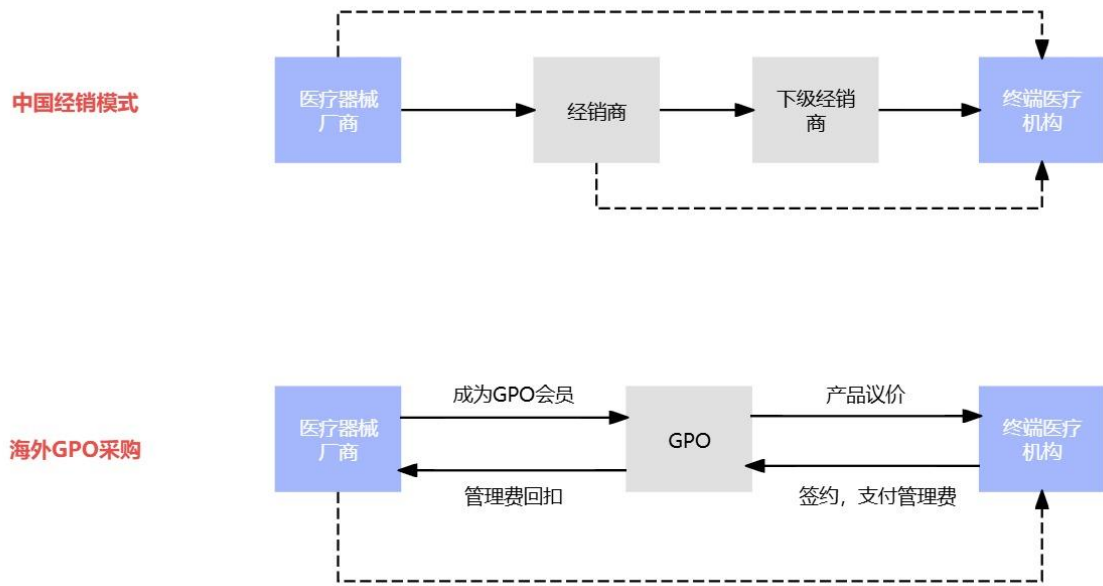 中国经销模式
医疗器械
厂商
经销商
下级经销
商
终端医疗
机构
海外GPO采购
医疗器械
厂商
成为GPO会员
管理费回扣
GPO
产品议价
签约，支付管理费
终端医疗
机构